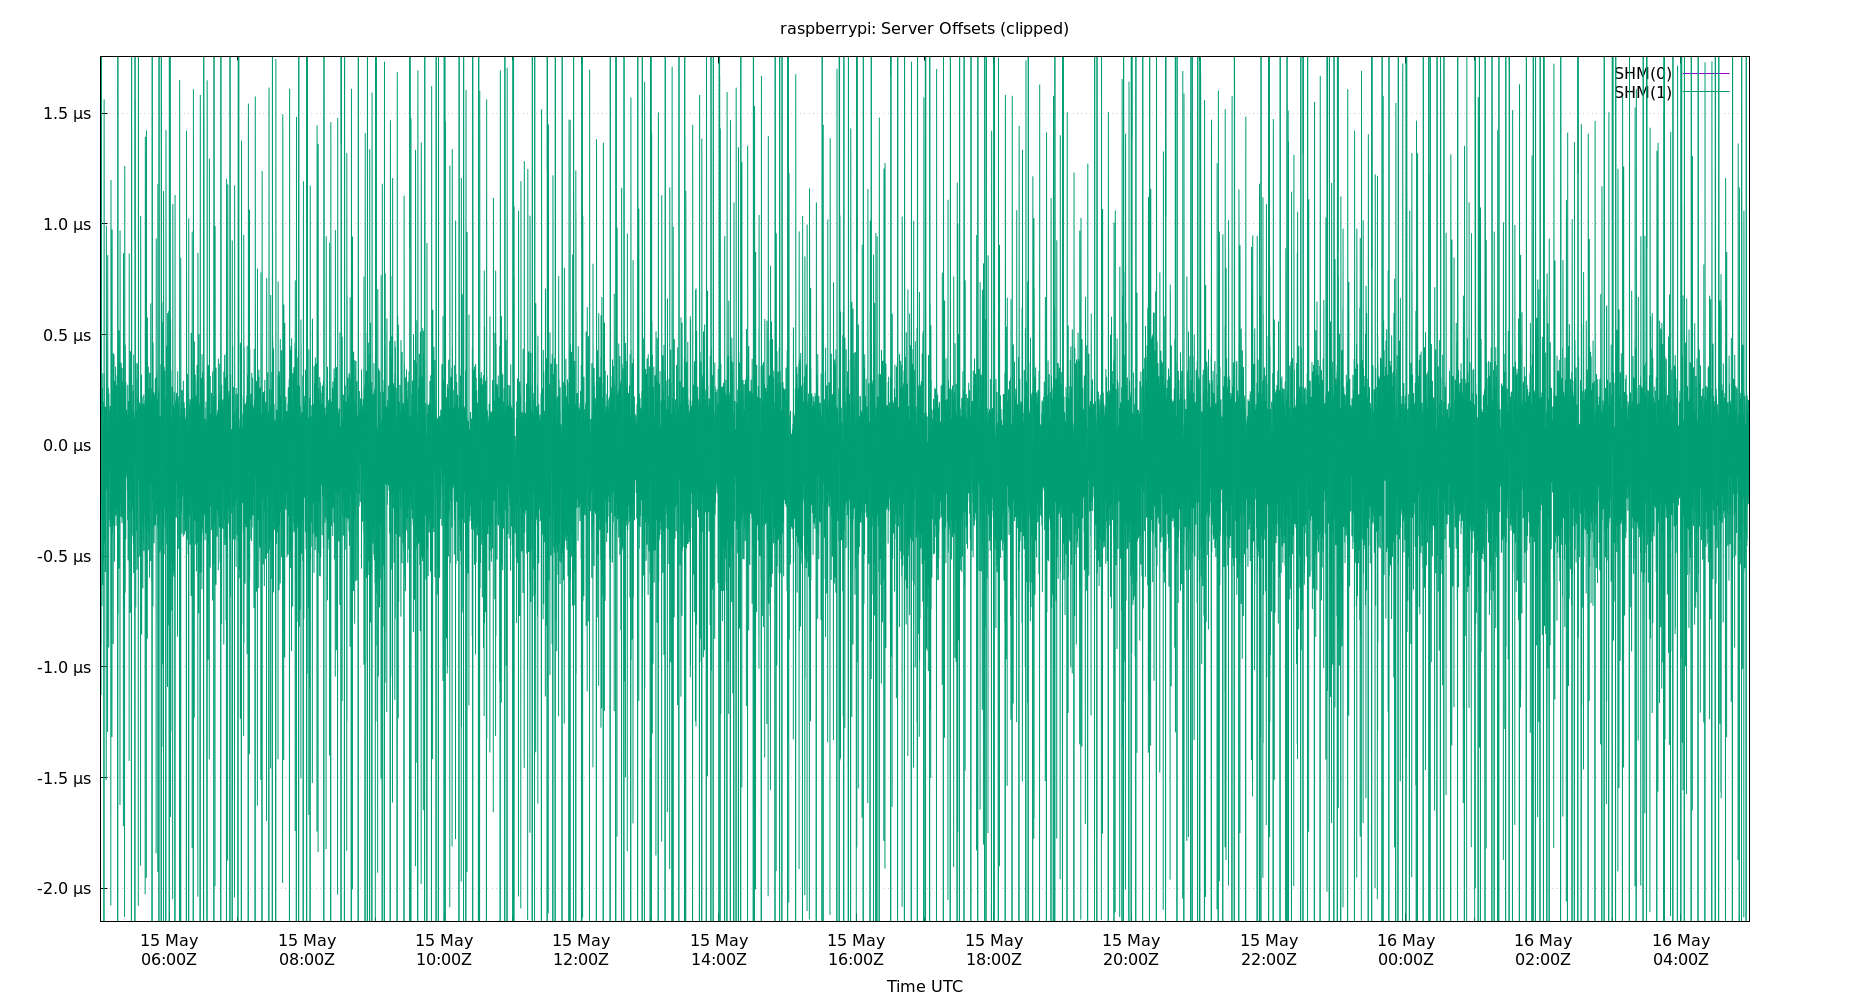 raspberrypi: Server Offsets (clipped)
SHM(0)
SHM(1)
1.5 µs
1.0 µs
0.5 µs
0.0 µs
-0.5 µs
-1.0 µs
-1.5 µs
-2.0 µs
15 May 15 May 15 May 15 May 15 May 15 May 15 May 15 May 15 May 16 May 16 May 16 May
06:00Z 08:00Z 10:00Z 12:00Z 14:00Z 16:00Z 18:00Z 20:00Z 22:00Z 00:00Z 02:00Z 04:00Z
Time UTC